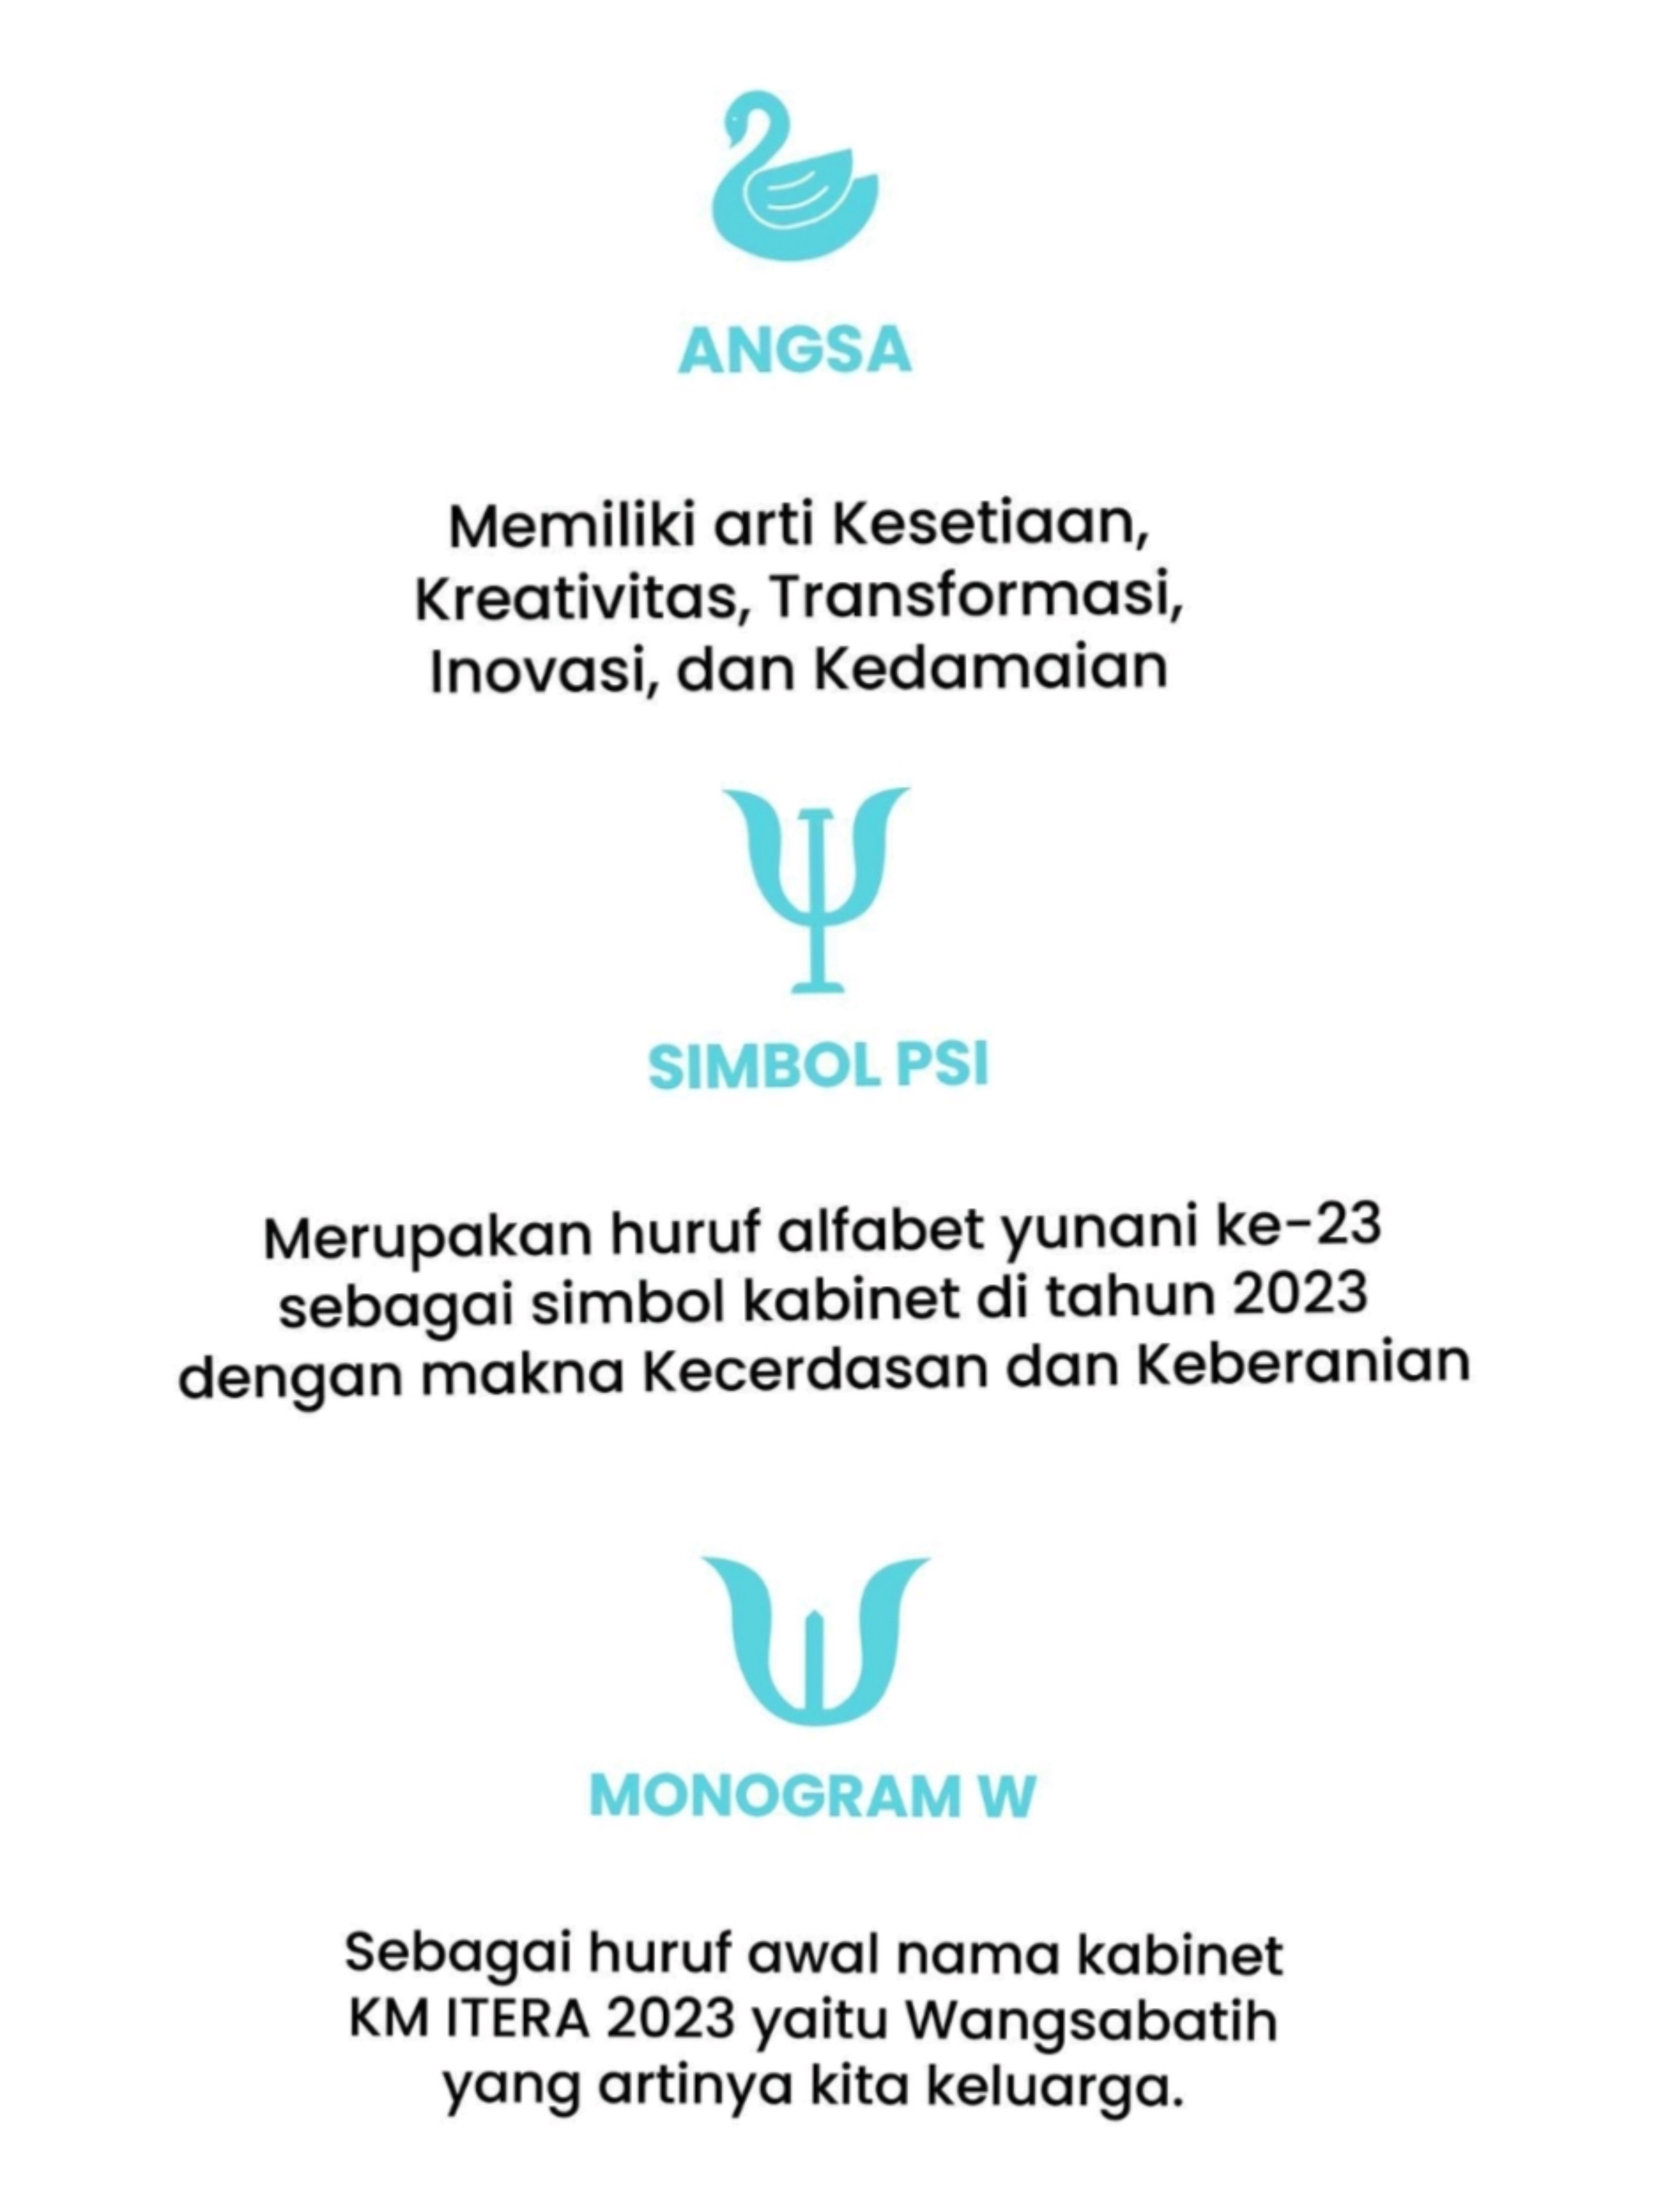 ANGSA
Memiliki arti Kesetiaan,
Kreativitas, Transformasi,
Inovasi, dan Kedamaian
SIMBOL PSI
Merupakan huruf alfabet yunani ke-23
sebagai simbol kabinet di tahun 2023
dengan makna Kecerdasan dan Keberanian
MONOGRAM W
Sebagai huruf awal nama kabinet
KM ITERA 2023 yaitu Wangsabatih
yang artinya kita keluarga.